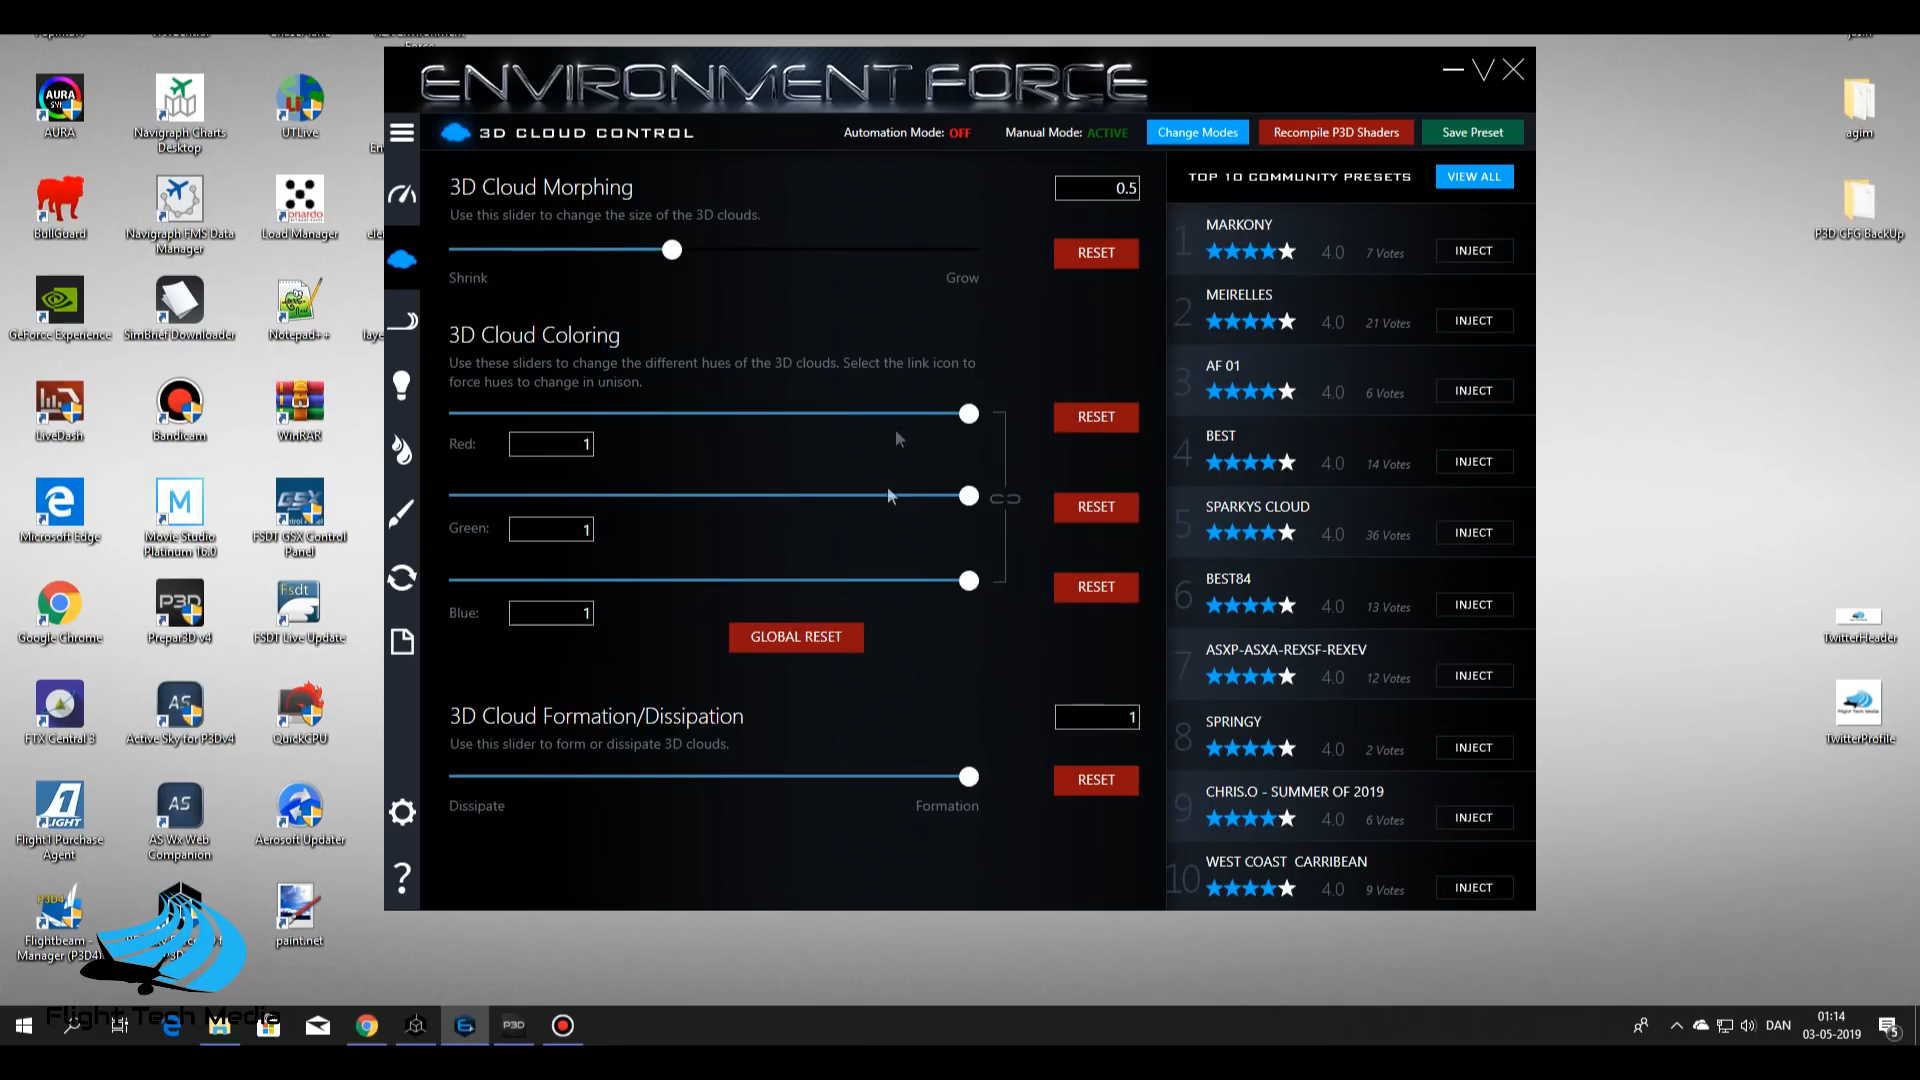 ENVIRONMENT FORCE
3D CLOUD CONTROL
Automation Mode: OFF
Manual Mode: ACTIVE
Change Modes
Recompile P3D Shaders
Save Preset
3D Cloud Morphing
0.5
Use this slider to change the size of the 3D clouds.
RESET
Shrink
Grow
3D Cloud Coloring
Use these sliders to change the different hues of the 3D clouds. Select the link icon to
force hues to change in unison.
RESET
Red:
1
RESET
Green:
1
RESET
Blue:
1
GLOBAL RESET
3D Cloud Formation/Dissipation
1
Use this slider to form or dissipate 3D clouds.
RESET
Dissipate
Formation
TOP 10 COMMUNITY PRESETS
VIEW ALL
1 MARKONY
4.0 7 Votes INJECT
2 MEIRELLES
4.0 21 Votes INJECT
3 AF 01
4.0 6 Votes INJECT
4 BEST
4.0 14 Votes INJECT
5 SPARKYS CLOUD
4.0 36 Votes INJECT
6 BEST84
4.0 13 Votes INJECT
7 ASXP-ASXA-REXSF-REXEV
4.0 12 Votes INJECT
8 SPRINGY
4.0 2 Votes INJECT
9 CHRIS.O - SUMMER OF 2019
4.0 6 Votes INJECT
10 WEST COAST CARRIBEAN
4.0 9 Votes INJECT
AURA
Navigraph Charts
Desktop
UTLive
BullGuard
Navigraph FMS Data
Manager
Load Manager
GeForce Experience
SimBrief Downloader
Notepad++
LiveDash
Bandicam
WinRAR
Microsoft Edge
Movie Studio
Platinum 16.0
FSDT GSX Control
Panel
Google Chrome
Prepar3D v4
FSDT Live Update
FTX Central 3
Active Sky for P3Dv4
QuickCPU
Flight1 Purchase
Agent
AS Wx Web
Companion
Aerosoft Updater
Flightbeam -
Manager (P3D4)
paint.net
agim
P3D CFG BackUp
TwitterHeader
TwitterProfile
Flight Tech Media
P3D
DAN
01:14
03-05-2019
5